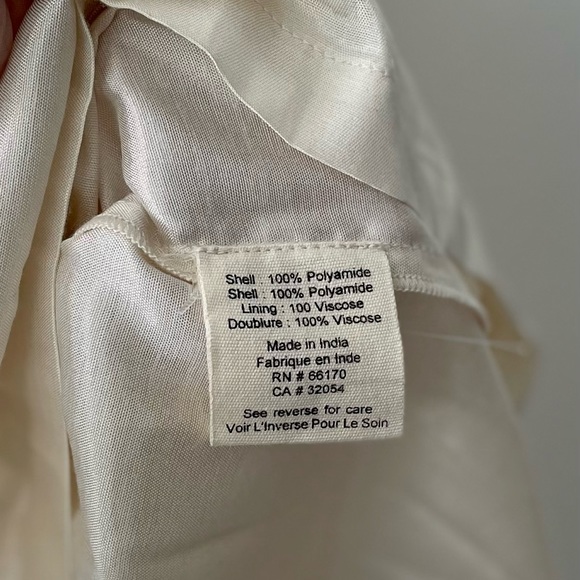 Shell : 100% Polyamide
Shell : 100% Polyamide
Lining : 100 Viscose
Doublure : 100% Viscose
Made in India
Fabrique en Inde
RN # 66170
CA # 32054
See reverse for care
Voir L'Inverse Pour Le Soin